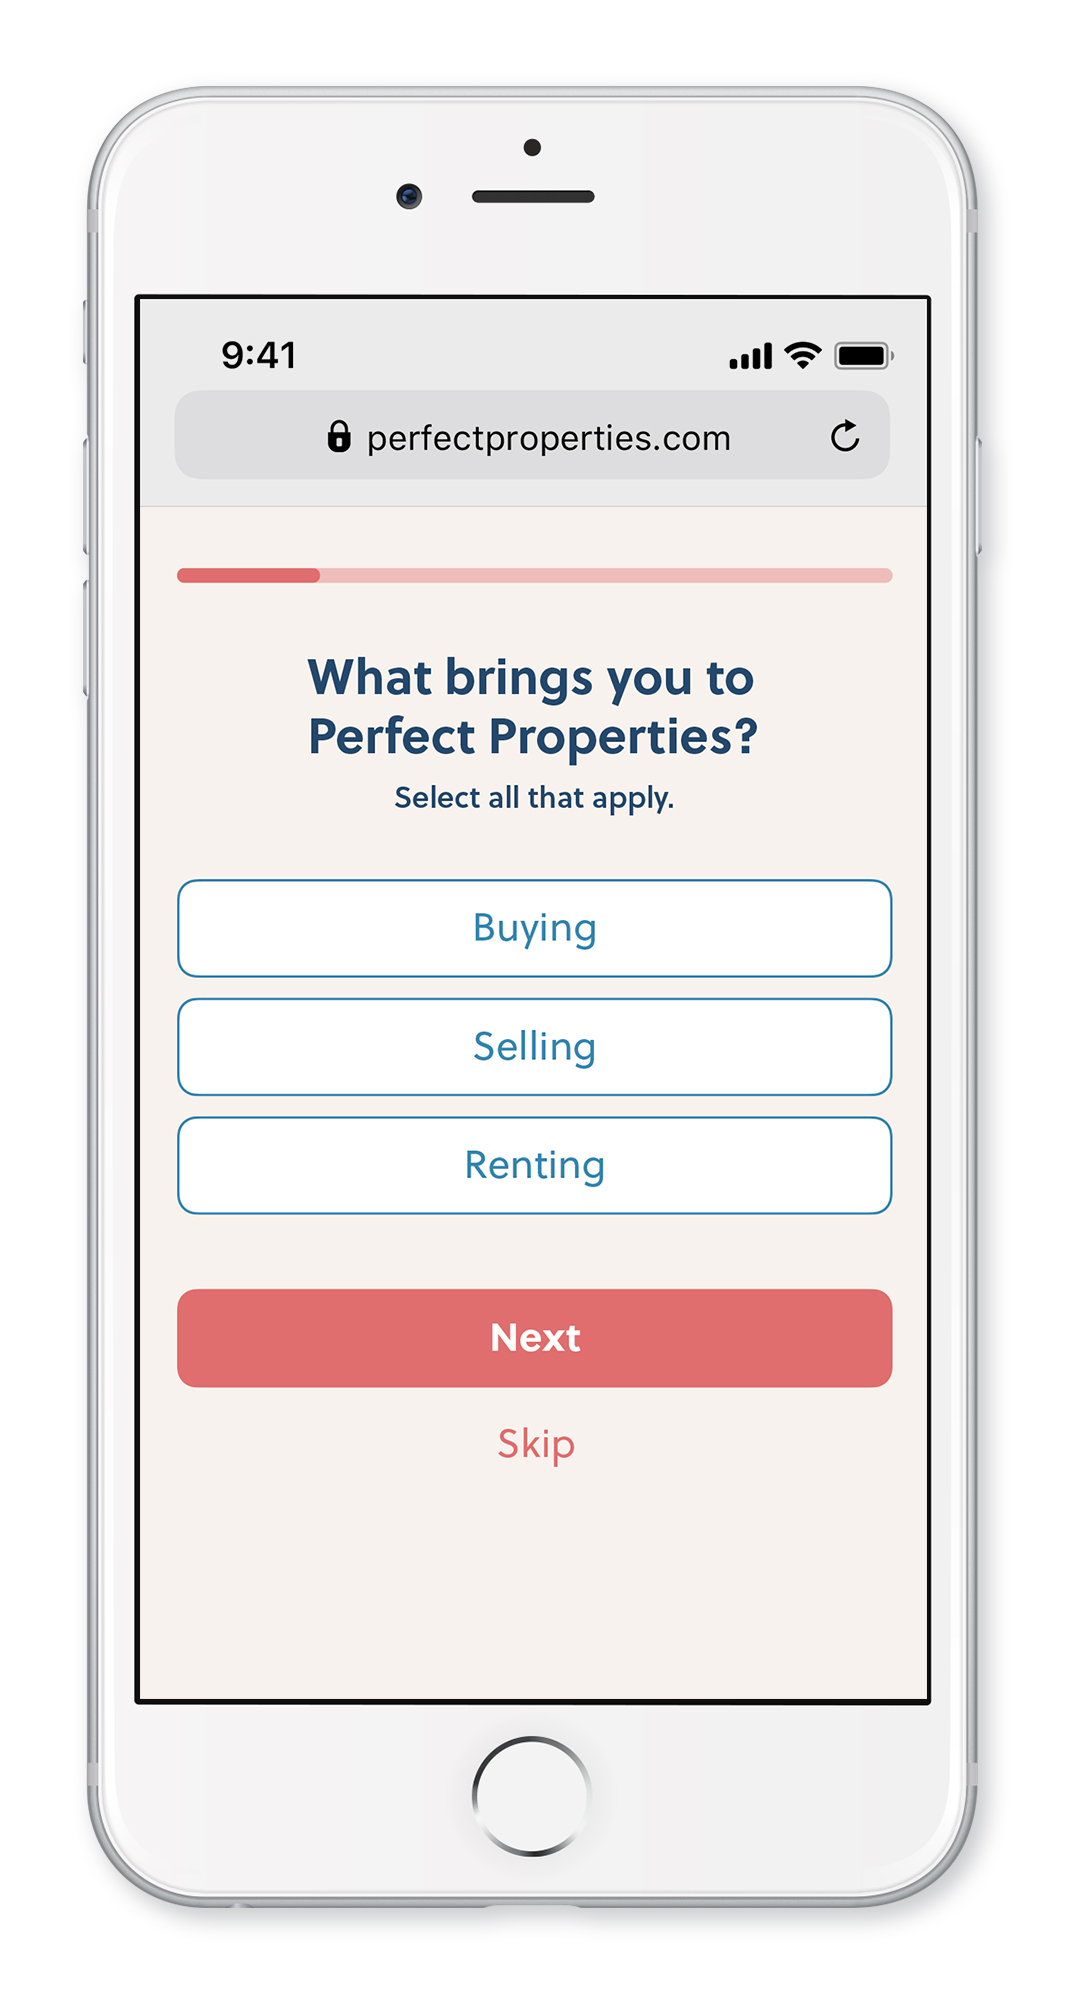 9:41
perfectproperties.com
What brings you to
Perfect Properties?
Select all that apply.
Buying
Selling
Renting
Next
Skip